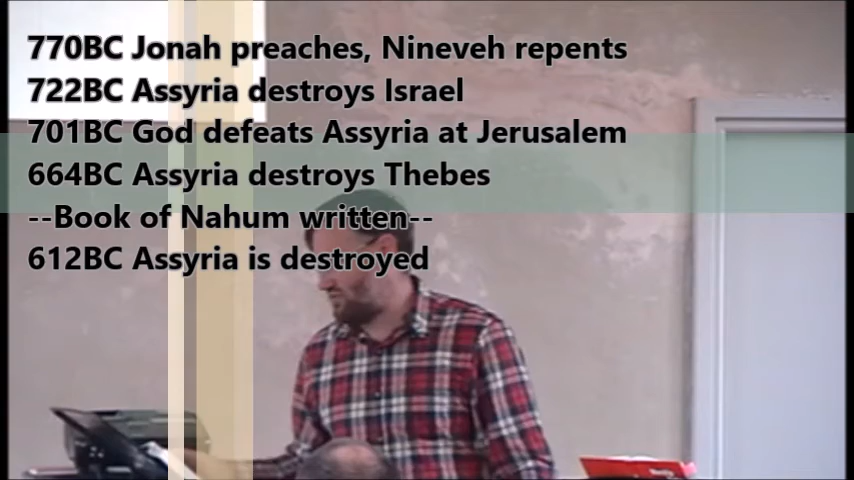 770BC Jonah preaches, Nineveh repents
722BC Assyria destroys Israel
701BC God defeats Assyria at Jerusalem
664BC Assyria destroys Thebes
--Book of Nahum written--
612BC Assyria is destroyed